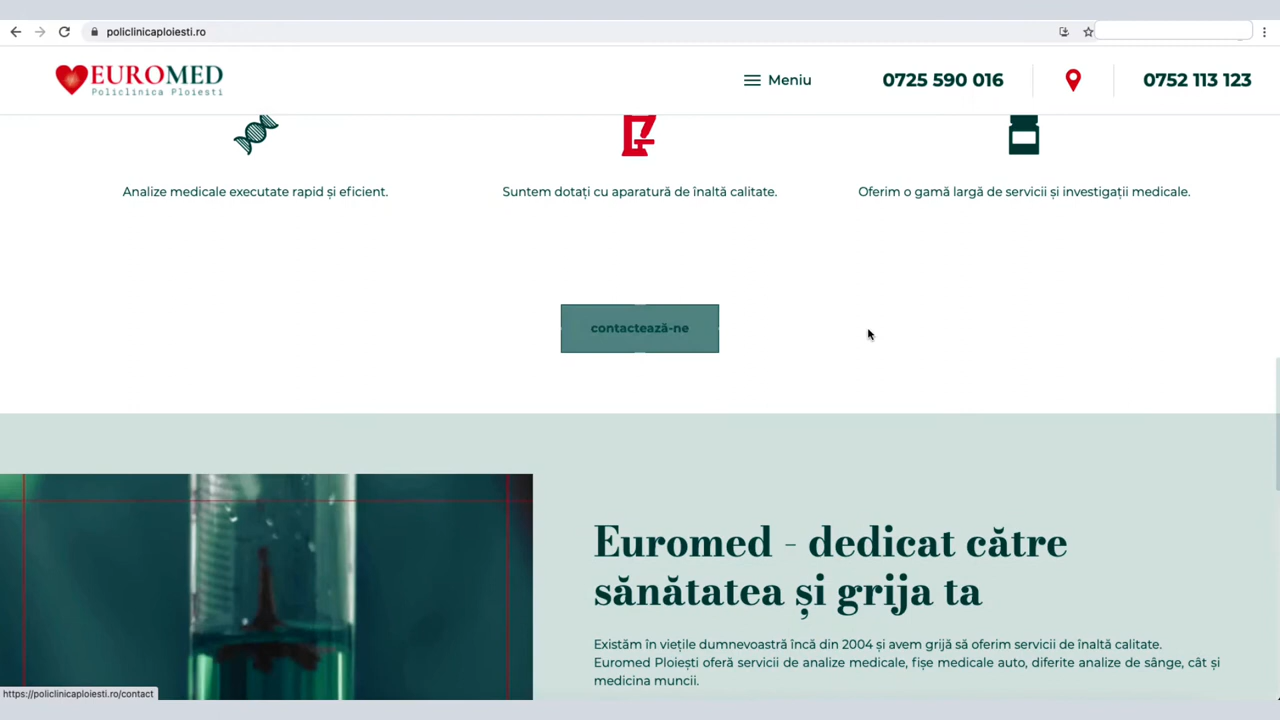 policlinicaploiesti.ro
EUROMED
Policlinica Ploiesti
Meniu
0725 590 016
0752 113 123
Analize medicale executate rapid și eficient.
Suntem dotați cu aparatură de înaltă calitate.
Oferim o gamă largă de servicii și investigații medicale.
contactează-ne
Euromed - dedicat către
sănătatea și grija ta
Existăm în viețile dumnevoastră încă din 2004 și avem grijă să oferim servicii de înaltă calitate.
Euromed Ploiești oferă servicii de analize medicale, fișe medicale auto, diferite analize de sânge, cât și
medicina muncii.
https://policlinicaploiesti.ro/contact